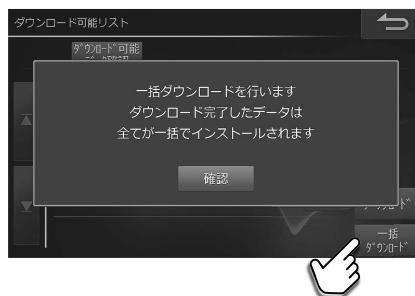 ダウンロード可能リスト
ダウンロード可能
一括ダウンロードを行います
ダウンロード完了したデータは
全てが一括でインストールされます
確認
一括
ダウンロード